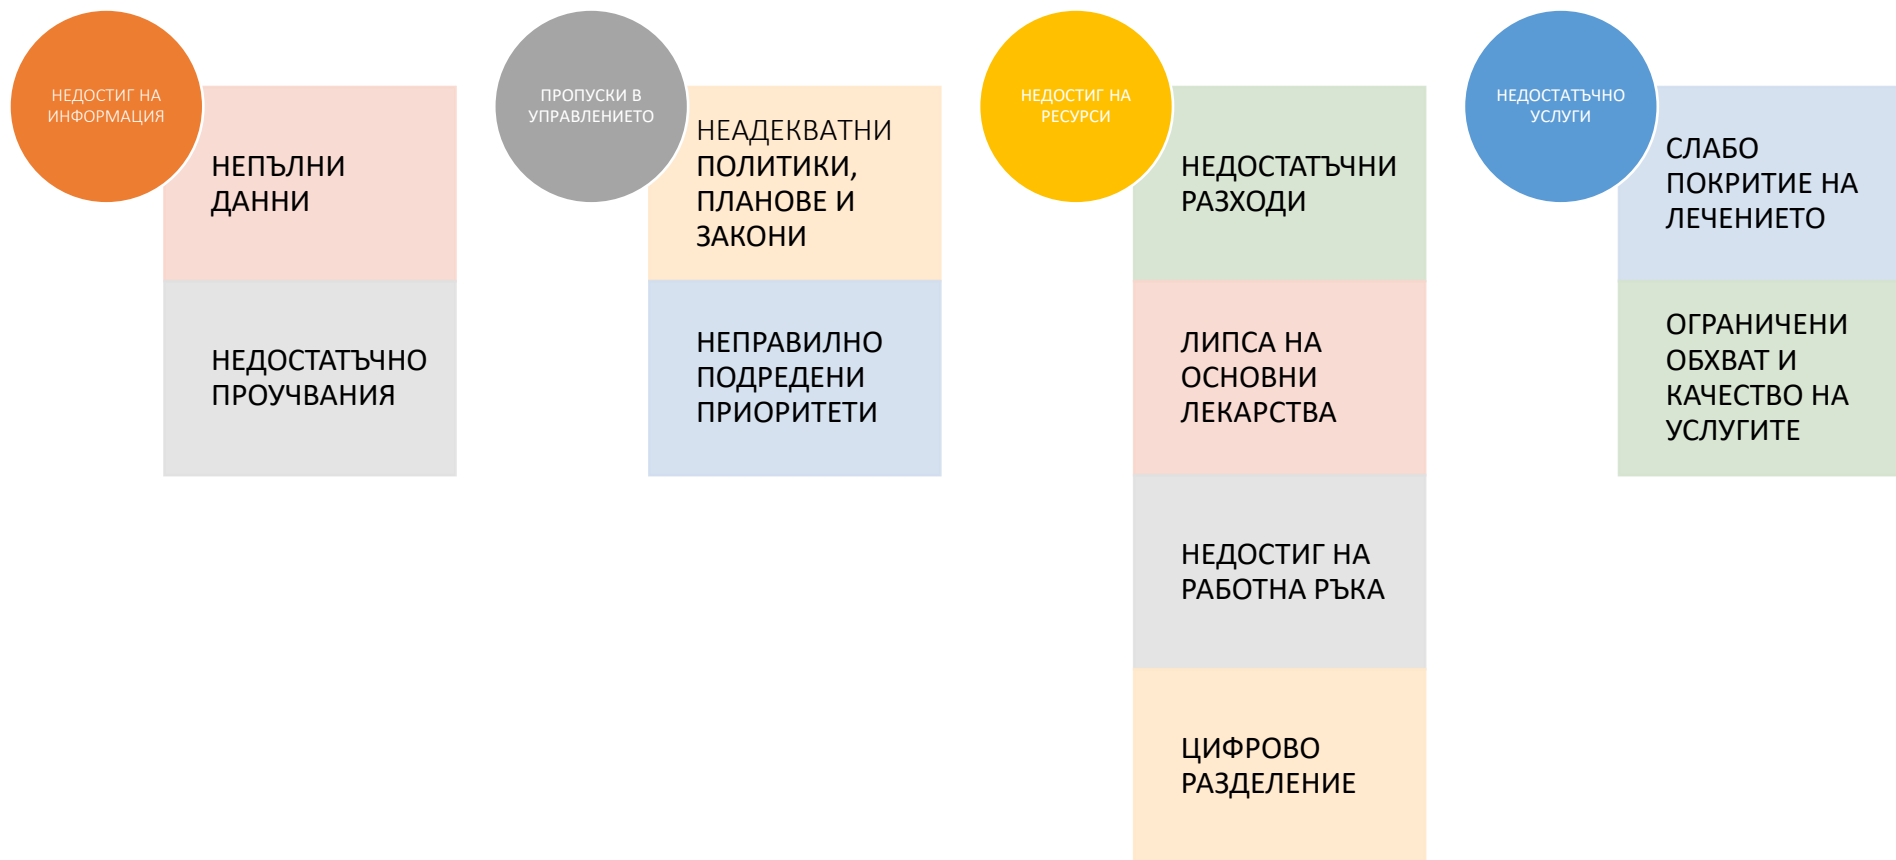 НЕДОСТИГ НА
ИНФОРМАЦИЯ
НЕПЪЛНИ
ДАННИ
НЕДОСТАТЪЧНО
ПРОУЧВАНИЯ
ПРОПУСКИ В
УПРАВЛЕНИЕТО
НЕАДЕКВАТНИ
ПОЛИТИКИ,
ПЛАНОВЕ И
ЗАКОНИ
НЕПРАВИЛНО
ПОДРЕДЕНИ
ПРИОРИТЕТИ
НЕДОСТИГ НА
РЕСУРСИ
НЕДОСТАТЪЧНИ
РАЗХОДИ
ЛИПСА НА
ОСНОВНИ
ЛЕКАРСТВА
НЕДОСТИГ НА
РАБОТНА РЪКА
ЦИФРОВО
РАЗДЕЛЕНИЕ
НЕДОСТАТЪЧНО
УСЛУГИ
СЛАБО
ПОКРИТИЕ НА
ЛЕЧЕНИЕТО
ОГРАНИЧЕНИ
ОБХВАТ И
КАЧЕСТВО НА
УСЛУГИТЕ